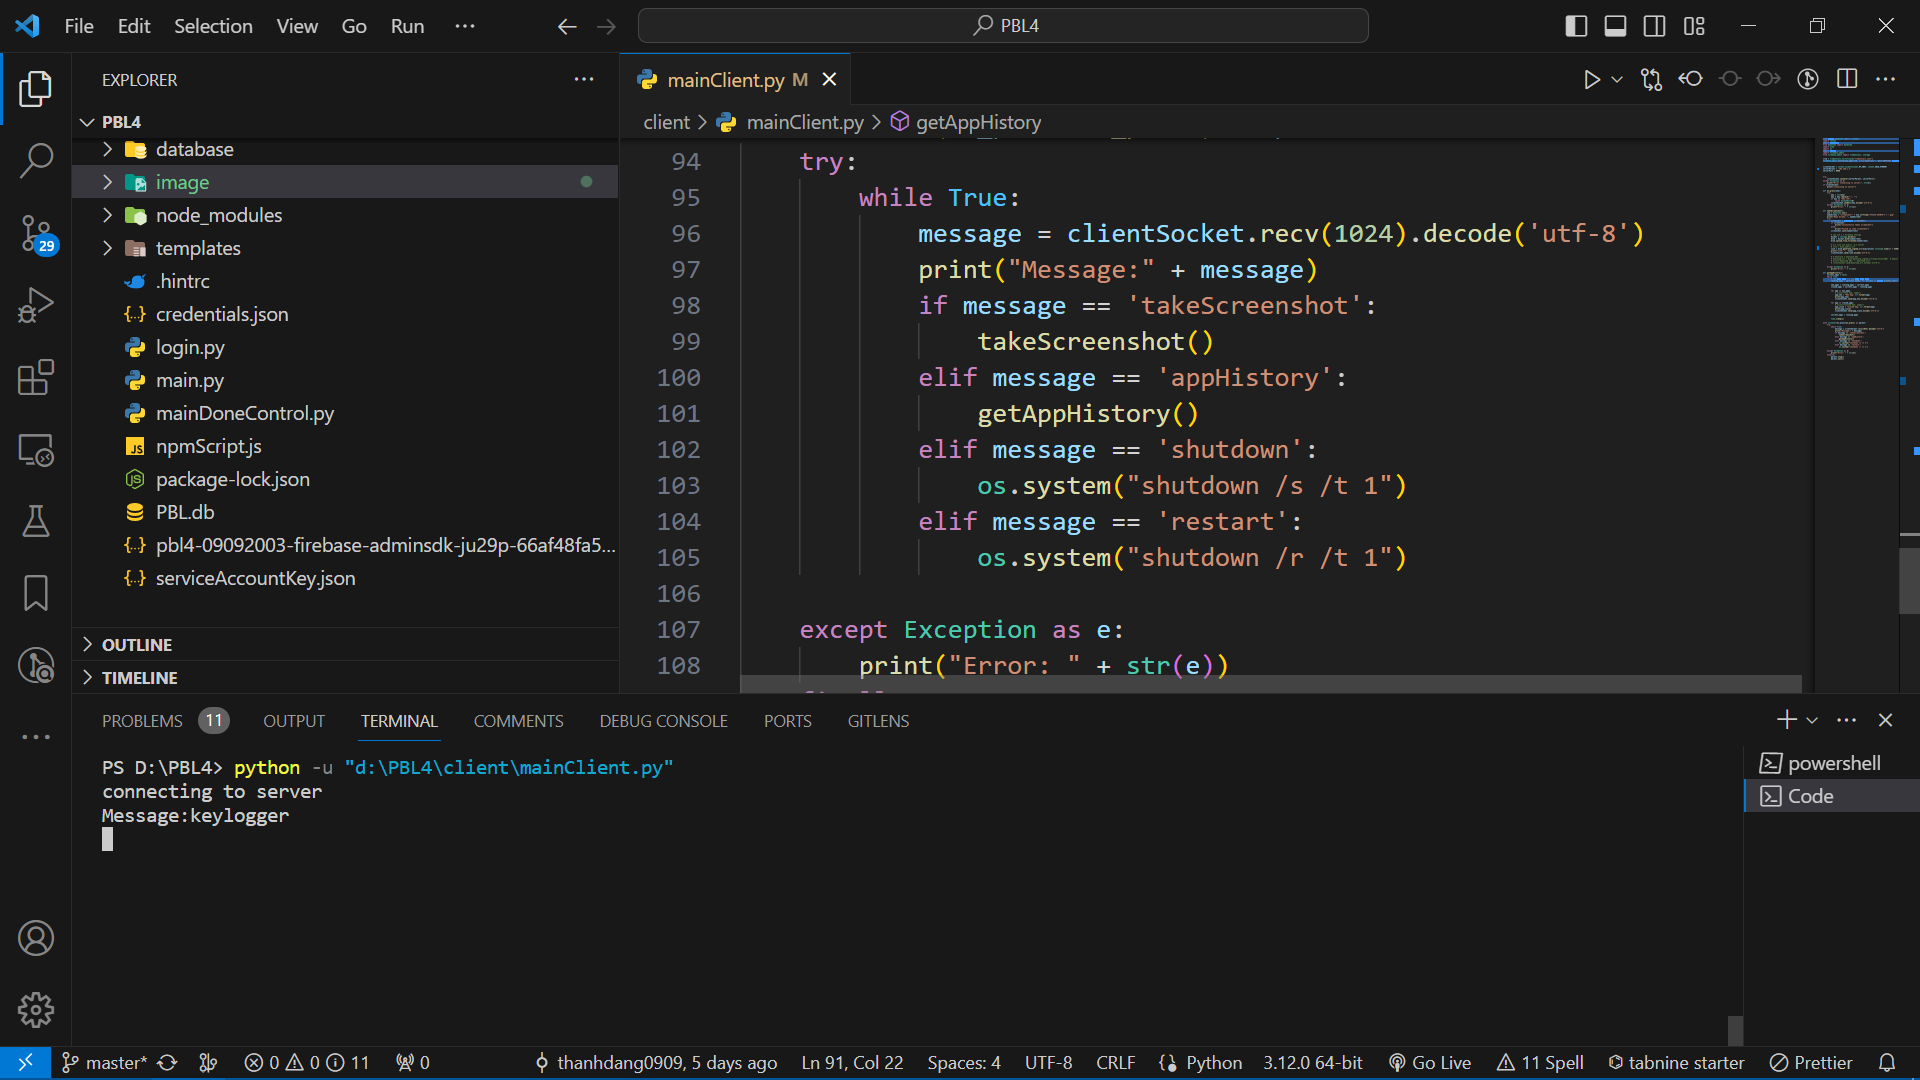 File Edit Selection View Go Run ···
PBL4
EXPLORER
PBL4
database
image
node_modules
templates
.hintrc
credentials.json
login.py
main.py
mainDoneControl.py
npmScript.js
package-lock.json
PBL.db
pbl4-09092003-firebase-adminsdk-ju29p-66af48fa5...
serviceAccountKey.json
OUTLINE
TIMELINE
29
mainClient.py M
client > mainClient.py > getAppHistory
94 try:
95 while True:
96 message = clientSocket.recv(1024).decode('utf-8')
97 print("Message:" + message)
98 if message == 'takeScreenshot':
99 takeScreenshot()
100 elif message == 'appHistory':
101 getAppHistory()
102 elif message == 'shutdown':
103 os.system("shutdown /s /t 1")
104 elif message == 'restart':
105 os.system("shutdown /r /t 1")
106
107 except Exception as e:
108 print("Error: " + str(e))
PROBLEMS 11 OUTPUT TERMINAL COMMENTS DEBUG CONSOLE PORTS GITLENS
PS D:\PBL4> python -u "d:\PBL4\client\mainClient.py"
connecting to server
Message:keylogger
powershell
Code
master* 0 0 11 0 thanhdang0909, 5 days ago Ln 91, Col 22 Spaces: 4 UTF-8 CRLF Python 3.12.0 64-bit Go Live 11 Spell tabnine starter Prettier